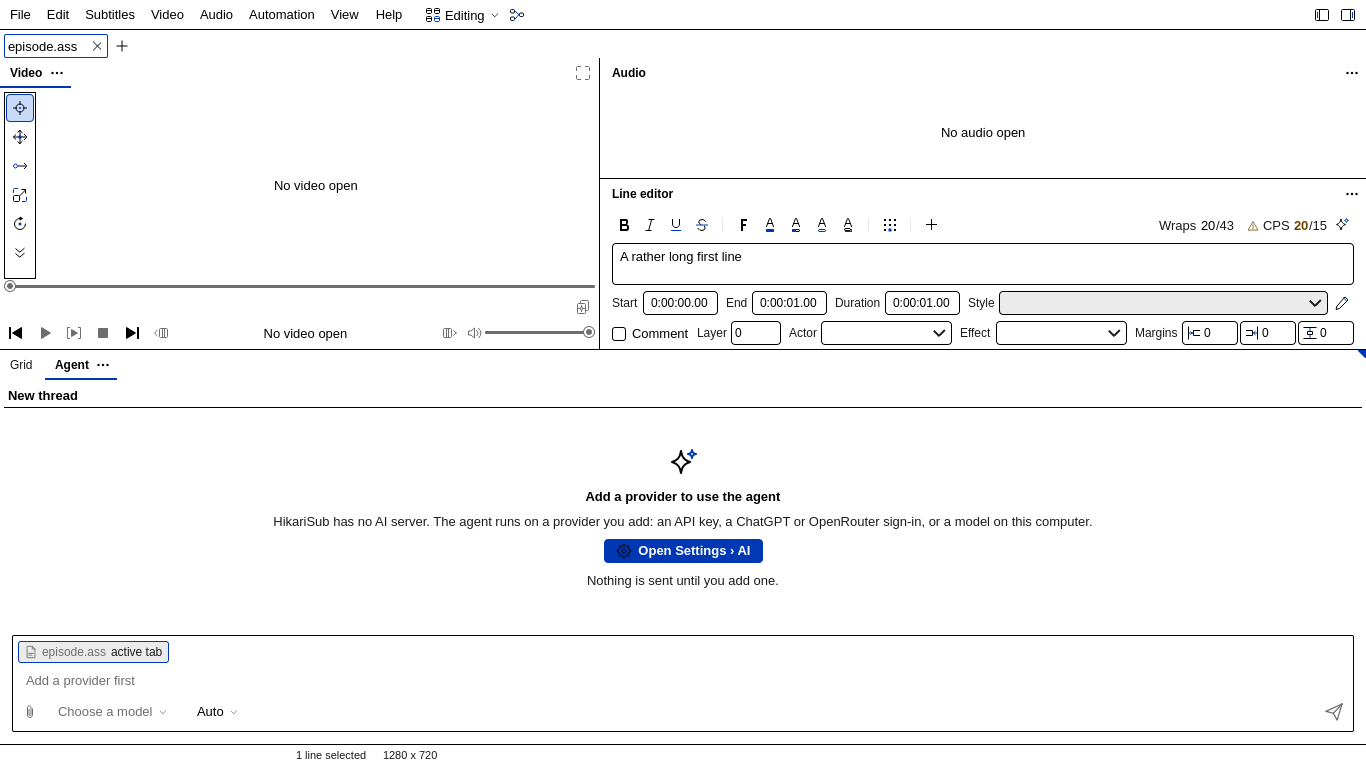 File Edit Subtitles Video Audio Automation View Help Editing
episode.ass
Video
Audio
No video open
No audio open
Line editor
B I U S F A A A A
Wraps 20/43 CPS 20/15
A rather long first line
Start 0:00:00.00 End 0:00:01.00 Duration 0:00:01.00 Style
No video open
Comment Layer 0 Actor Effect Margins 0 0 0
Grid Agent
New thread
Add a provider to use the agent
HikariSub has no AI server. The agent runs on a provider you add: an API key, a ChatGPT or OpenRouter sign-in, or a model on this computer.
Open Settings › AI
Nothing is sent until you add one.
episode.ass active tab
Add a provider first
Choose a model Auto
1 line selected 1280 x 720